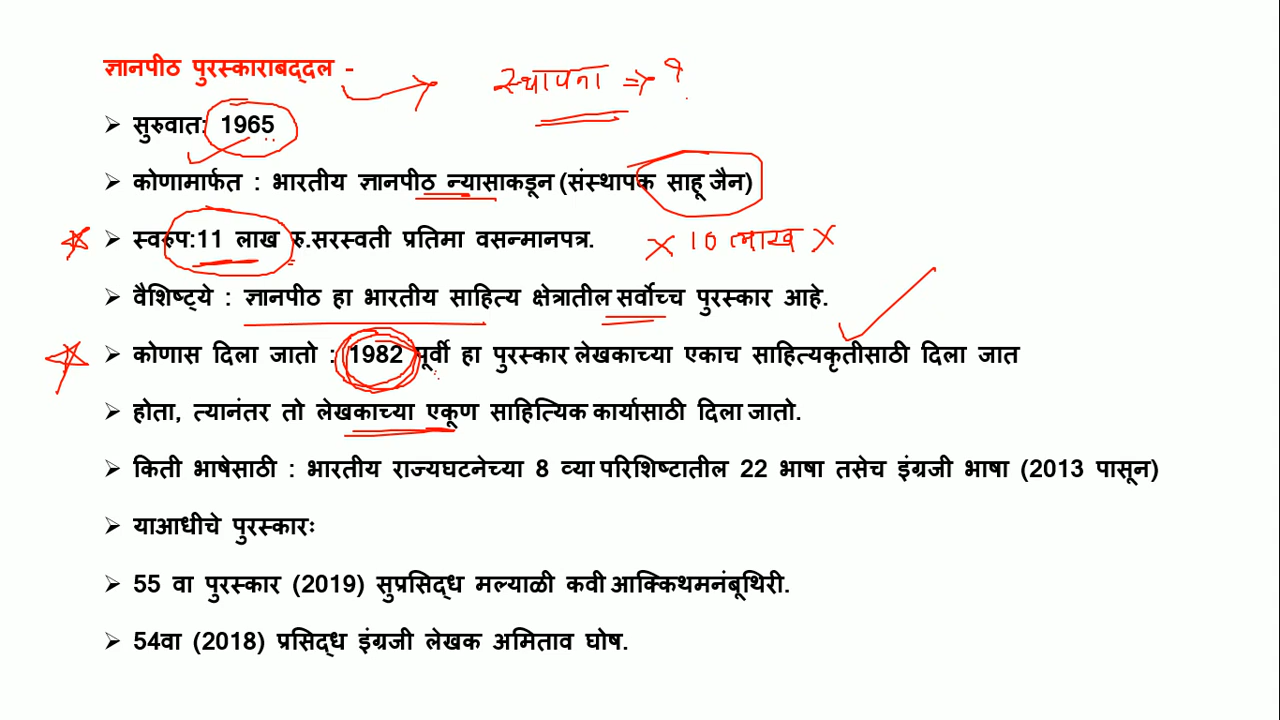 ज्ञानपीठ पुरस्काराबद्दल - स्थापना => ?
➢ सुरुवात: 1965
➢ कोणामार्फत : भारतीय ज्ञानपीठ न्यासाकडून (संस्थापक साहू जैन)
➢ स्वरुप:11 लाख रु.सरस्वती प्रतिमा वसन्मानपत्र. x 10 लाख x
➢ वैशिष्ट्ये : ज्ञानपीठ हा भारतीय साहित्य क्षेत्रातील सर्वोच्च पुरस्कार आहे.
➢ कोणास दिला जातो : 1982 पूर्वी हा पुरस्कार लेखकाच्या एकाच साहित्यकृतीसाठी दिला जात
➢ होता, त्यानंतर तो लेखकाच्या एकूण साहित्यिक कार्यासाठी दिला जातो.
➢ किती भाषेसाठी : भारतीय राज्यघटनेच्या 8 व्या परिशिष्टातील 22 भाषा तसेच इंग्रजी भाषा (2013 पासून)
➢ याआधीचे पुरस्कारः
➢ 55 वा पुरस्कार (2019) सुप्रसिद्ध मल्याळी कवी आक्किथमनंबूथिरी.
➢ 54वा (2018) प्रसिद्ध इंग्रजी लेखक अमिताव घोष.